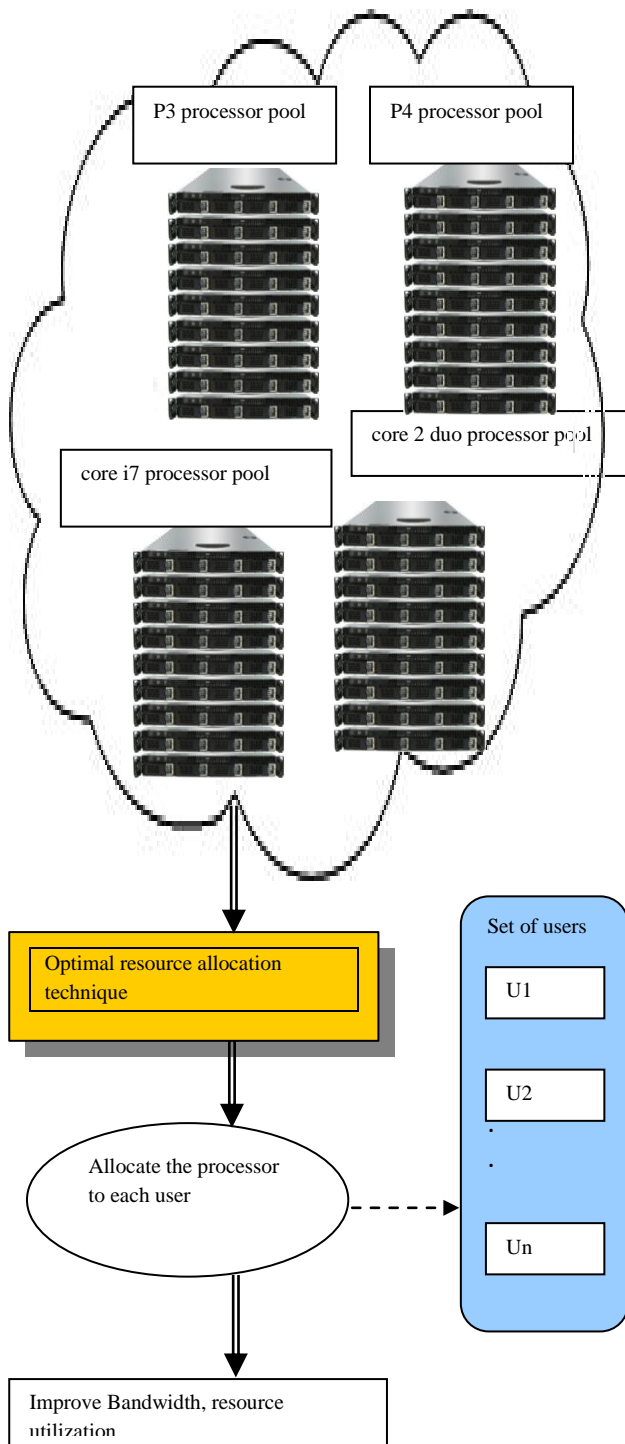 P3 processor pool
P4 processor pool
core 2 duo processor pool
core i7 processor pool
Set of users
Optimal resource allocation
technique
U1
U2
.
.
Allocate the processor
to each user
Un
Improve Bandwidth, resource
utilization